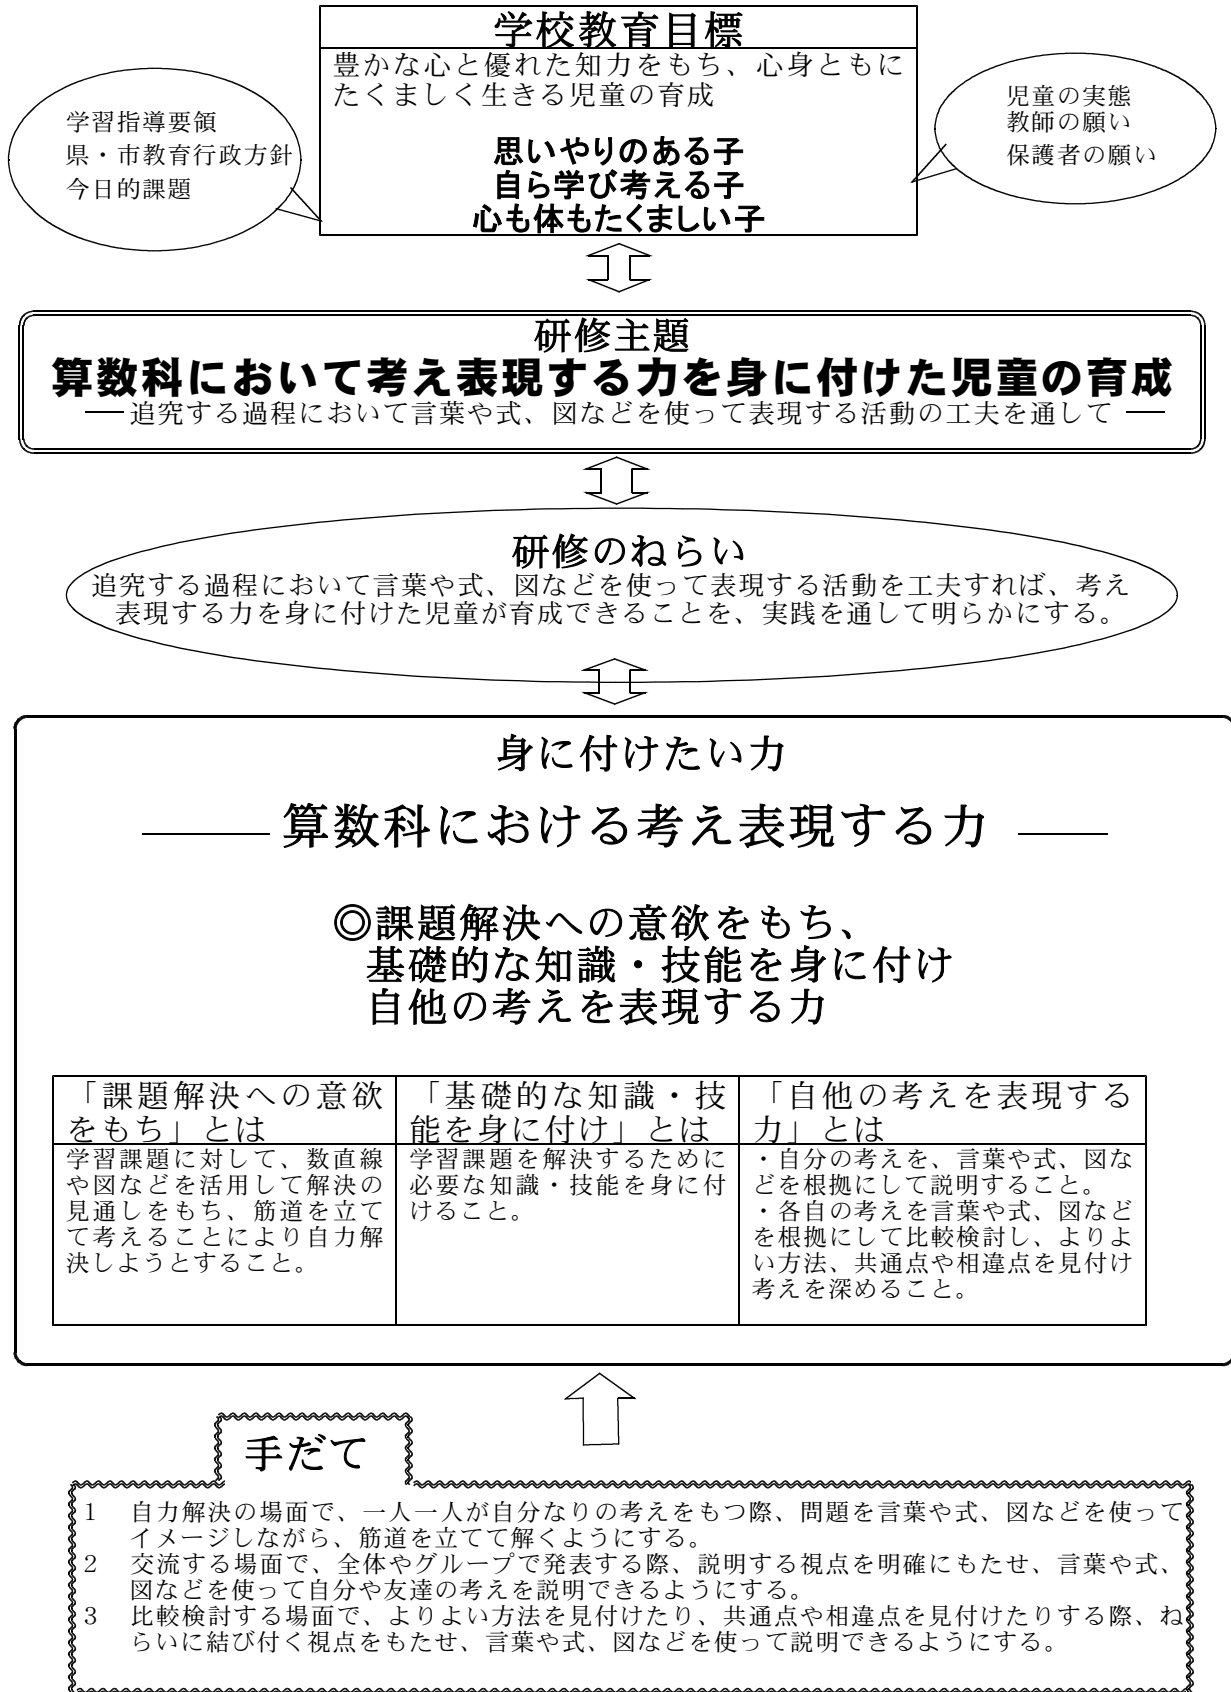 学校教育目標
豊かな心と優れた知力をもち、心身ともに
たくましく生きる児童の育成
思いやりのある子
自ら学び考える子
心も体もたくましい子
学習指導要領
県・市教育行政方針
今日的課題
児童の実態
教師の願い
保護者の願い
研修主題
算数科において考え表現する力を身に付けた児童の育成
― 追究する過程において言葉や式、図などを使って表現する活動の工夫を通して ―
研修のねらい
追究する過程において言葉や式、図などを使って表現する活動を工夫すれば、考え
表現する力を身に付けた児童が育成できることを、実践を通して明らかにする。
身に付けたい力
算数科における考え表現する力
◎課題解決への意欲をもち、
基礎的な知識・技能を身に付け
自他の考えを表現する力
「課題解決への意欲
をもち」とは
学習課題に対して、数直線
や図などを活用して解決の
見通しをもち、筋道を立て
て考えることにより自力解
決しようとすること。
「基礎的な知識・技
能を身に付け」とは
学習課題を解決するために
必要な知識・技能を身に付
けること。
「自他の考えを表現する
力」とは
・自分の考えを、言葉や式、図な
どを根拠にして説明すること。
・各自の考えを言葉や式、図など
を根拠にして比較検討し、よりよ
い方法、共通点や相違点を見付け
考えを深めること。
手だて
1 自力解決の場面で、一人一人が自分なりの考えをもつ際、問題を言葉や式、図などを使って
イメージしながら、筋道を立てて解くようにする。
2 交流する場面で、全体やグループで発表する際、説明する視点を明確にもたせ、言葉や式、
図などを使って自分や友達の考えを説明できるようにする。
3 比較検討する場面で、よりよい方法を見付けたり、共通点や相違点を見付けたりする際、ね
らいに結び付く視点をもたせ、言葉や式、図などを使って説明できるようにする。